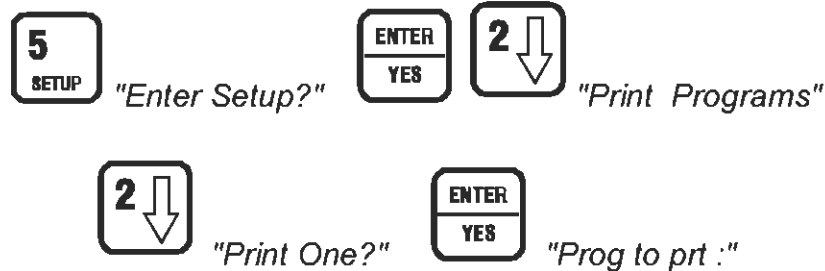 5 SETUP "Enter Setup?" ENTER YES 2 "Print Programs"
2 "Print One?" ENTER YES "Prog to prt :"